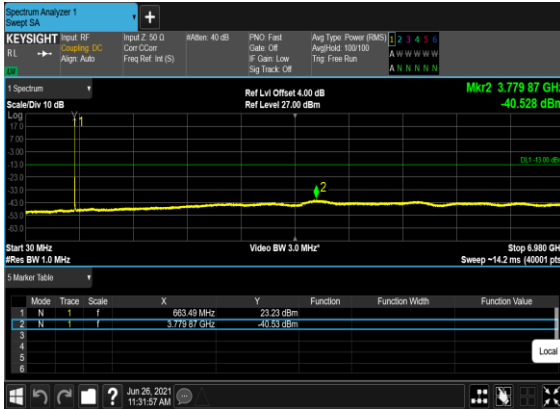 Spectrum Analyzer 1
Swept SA
+
KEYSIGHT Input: RF Input Z: 50 Ω #Atten: 40 dB PNO: Fast Avg Type: Power (RMS) 1 2 3 4 5 6
RL Coupling: DC Corr CCorr Gate: Off Avg|Hold: 100/100 A W W W W W
Align: Auto Freq Ref: Int (S) IF Gain: Low Trig: Free Run
Sig Track: Off A N N N N N
1 Spectrum Ref Lvl Offset 4.00 dB Mkr2 3.779 87 GHz
Scale/Div 10 dB Ref Level 27.00 dBm -40.528 dBm
Log
17.0
7.00
-3.00
-13.0 DL1 -13.00 dBm
-23.0
-33.0
-43.0
-53.0
-63.0
1
2
Start 30 MHz Video BW 3.0 MHz* Stop 6.980 GH
#Res BW 1.0 MHz Sweep ~14.2 ms (40001 pts
5 Marker Table
Mode Trace Scale X Y Function Function Width Function Value
1 N 1 f 663.49 MHz 23.23 dBm
2 N 1 f 3.779 87 GHz -40.53 dBm
3
4
5
6
Local
Jun 26, 2021
11:31:57 AM